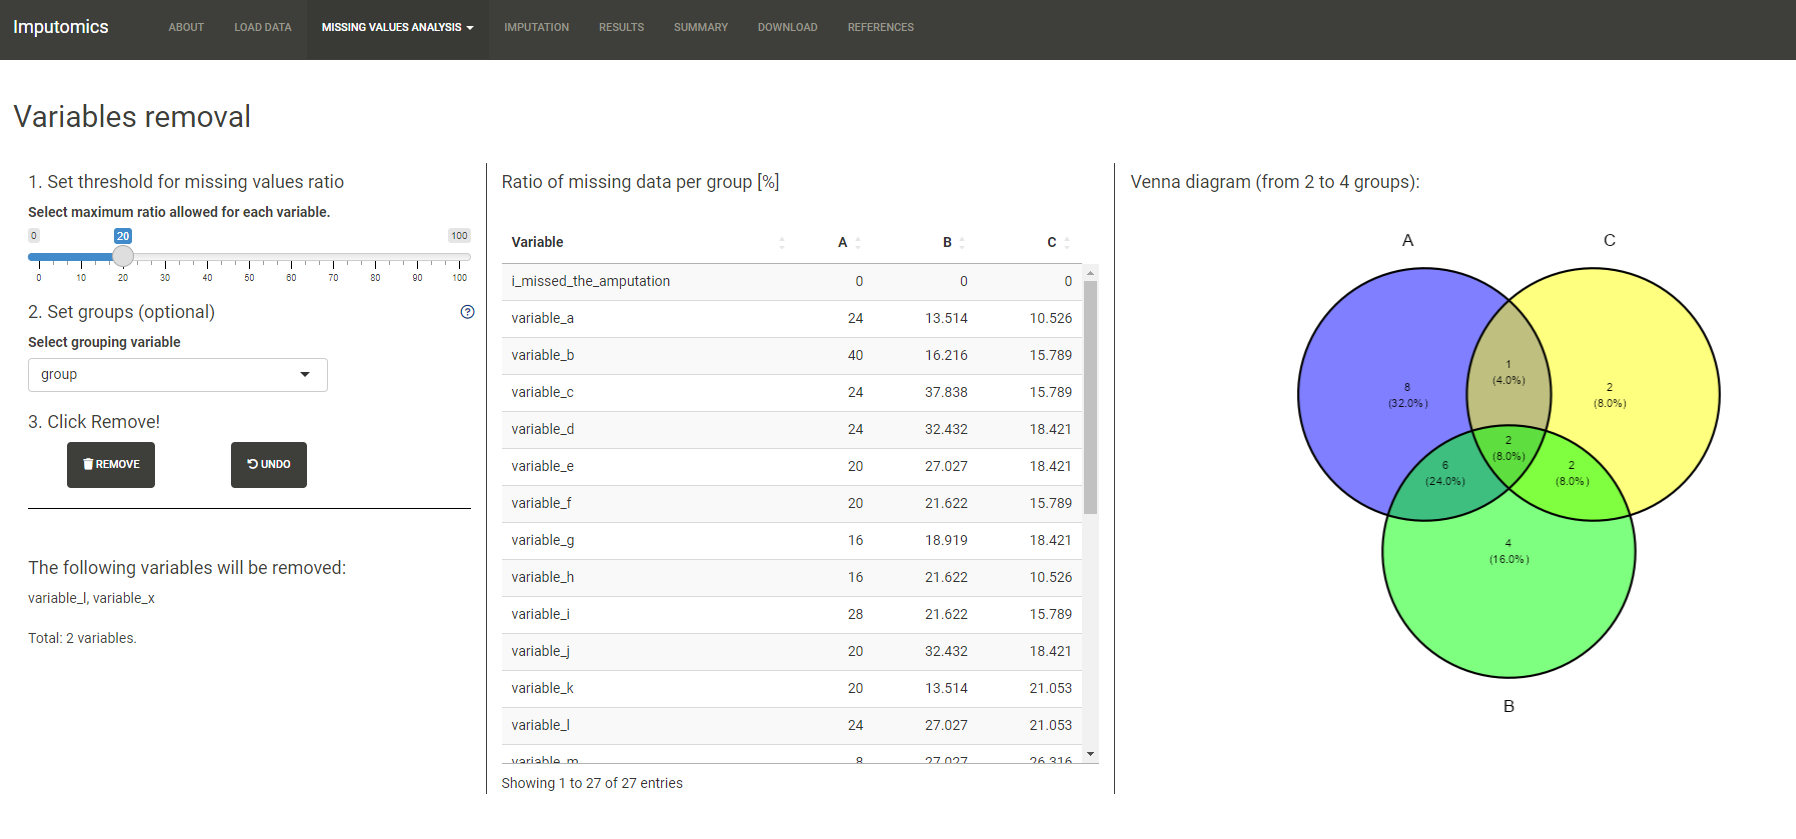 Imputomics ABOUT LOAD DATA MISSING VALUES ANALYSIS IMPUTATION RESULTS SUMMARY DOWNLOAD REFERENCES
Variables removal
1. Set threshold for missing values ratio
Select maximum ratio allowed for each variable.
0 20 100
0 10 20 30 40 50 60 70 80 90 100
2. Set groups (optional)
Select grouping variable
group
3. Click Remove!
REMOVE UNDO
The following variables will be removed:
variable_l, variable_x
Total: 2 variables.
Ratio of missing data per group [%]
Variable A B C
i_missed_the_amputation 0 0 0
variable_a 24 13.514 10.526
variable_b 40 16.216 15.789
variable_c 24 37.838 15.789
variable_d 24 32.432 18.421
variable_e 20 27.027 18.421
variable_f 20 21.622 15.789
variable_g 16 18.919 18.421
variable_h 16 21.622 10.526
variable_i 28 21.622 15.789
variable_j 20 32.432 18.421
variable_k 20 13.514 21.053
variable_l 24 27.027 21.053
variable_m 8 27.027 26.316
Showing 1 to 27 of 27 entries
Venna diagram (from 2 to 4 groups):
A C
1
(4.0%)
8 2
(32.0%) (8.0%)
2
(8.0%)
6 2
(24.0%) (8.0%)
4
(16.0%)
B